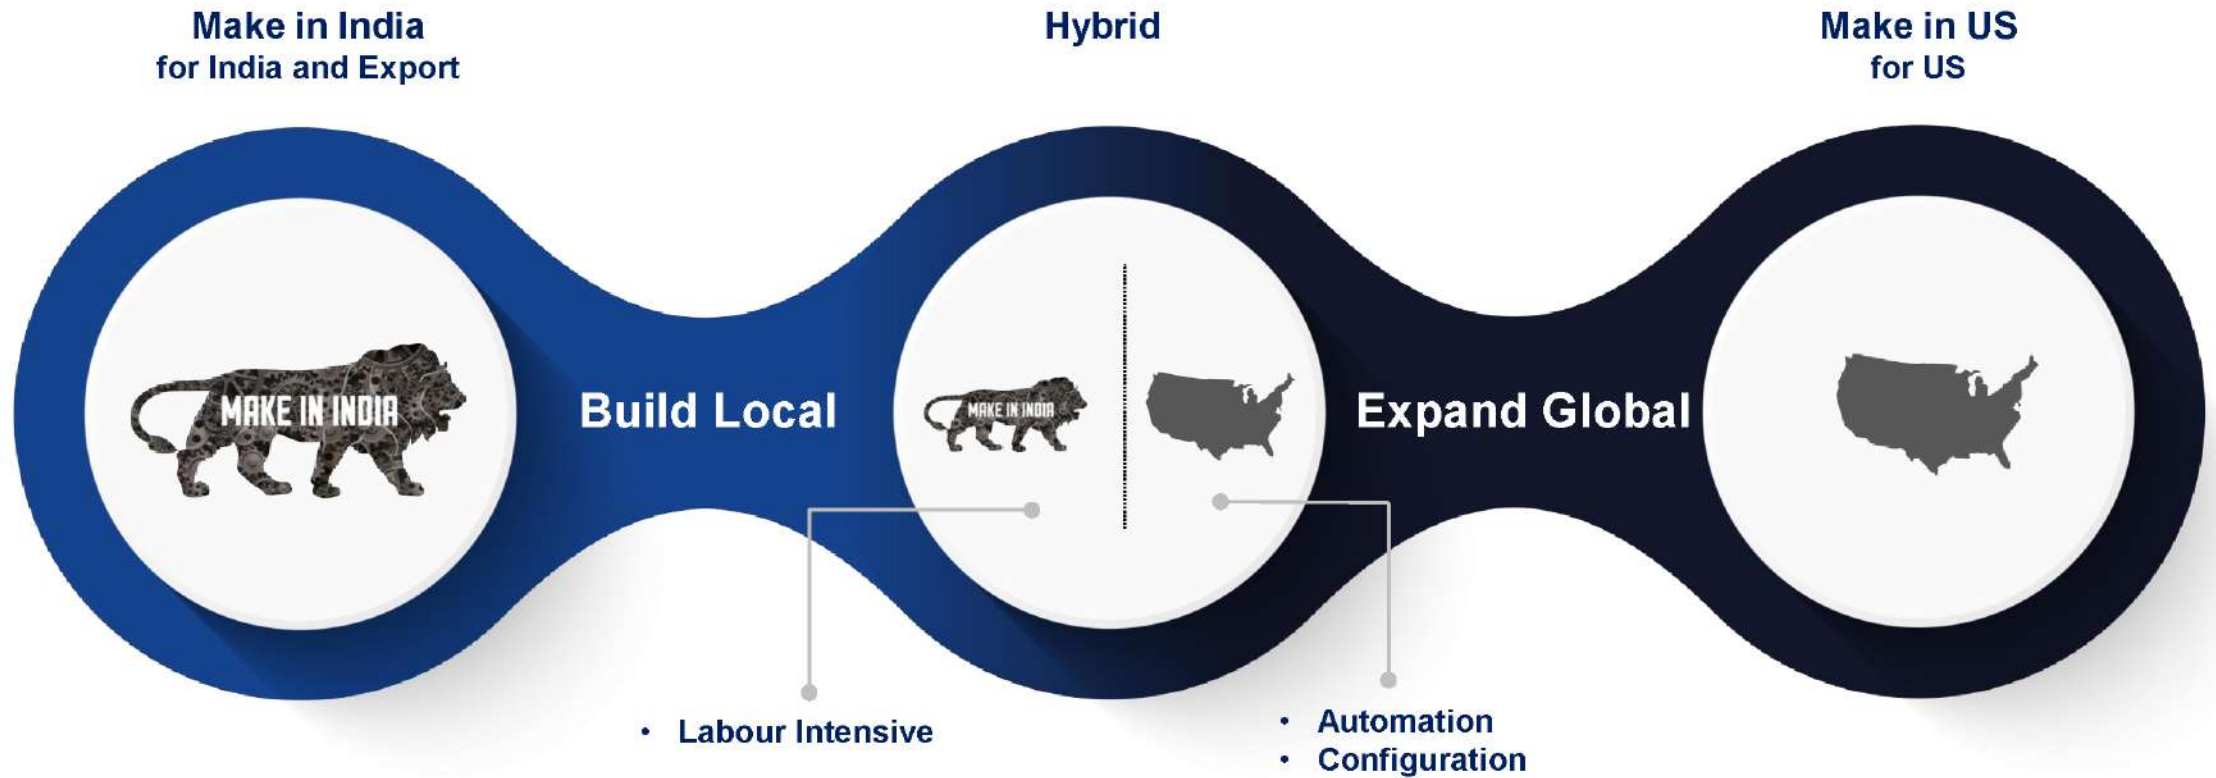 Make in India
for India and Export
Hybrid
Make in US
for US
MAKE IN INDIA
Build Local
MAKE IN INDIA
Expand Global
• Labour Intensive
• Automation
• Configuration